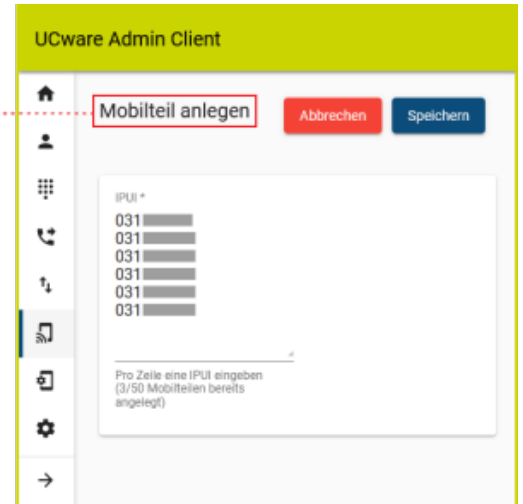 UCware Admin Client
Mobilteil anlegen
Abbrechen
Speichern
IPUI *
031
031
031
031
031
031
Pro Zeile eine IPUI eingeben
(3/50 Mobilteilen bereits
angelegt)